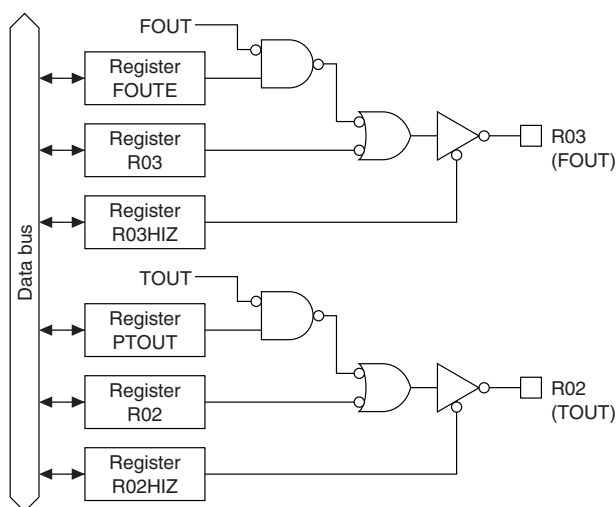 FOUT
Register
FOUTE
Register
R03
R03
(FOUT)
Register
R03HIZ
Data bus
TOUT
Register
PTOUT
Register
R02
R02
(TOUT)
Register
R02HIZ